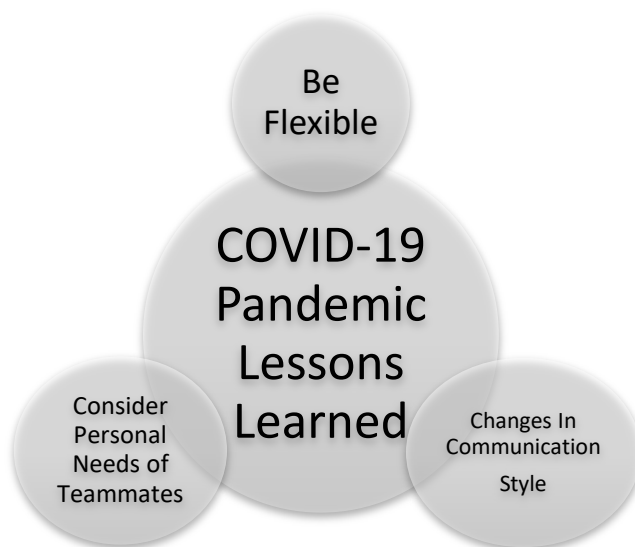 Be
Flexible
COVID-19
Pandemic
Lessons
Learned
Consider
Personal
Needs of
Teammates
Changes In
Communication
Style